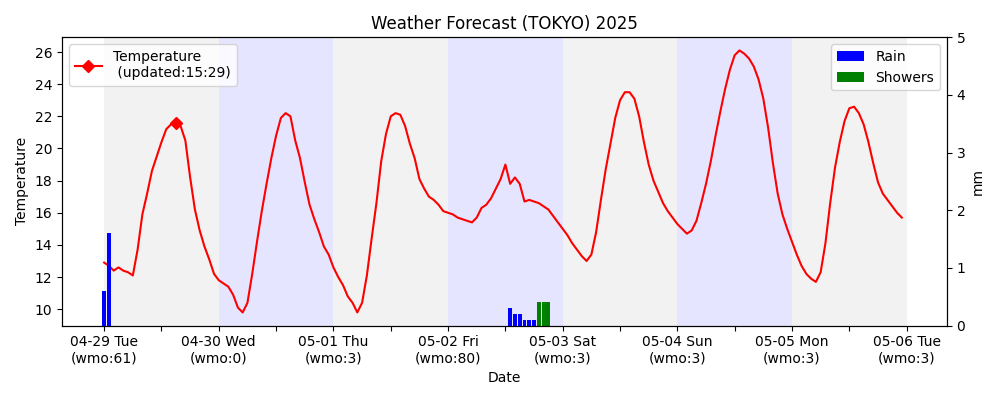 Weather Forecast (TOKYO) 2025
Temperature
(updated:15:29)
Rain
Showers
Temperature
26
24
22
20
18
16
14
12
10
5
4
3
2
1
0
mm
04-29 Tue
(wmo:61)
04-30 Wed
(wmo:0)
05-01 Thu
(wmo:3)
05-02 Fri
(wmo:80)
05-03 Sat
(wmo:3)
05-04 Sun
(wmo:3)
05-05 Mon
(wmo:3)
05-06 Tue
(wmo:3)
Date